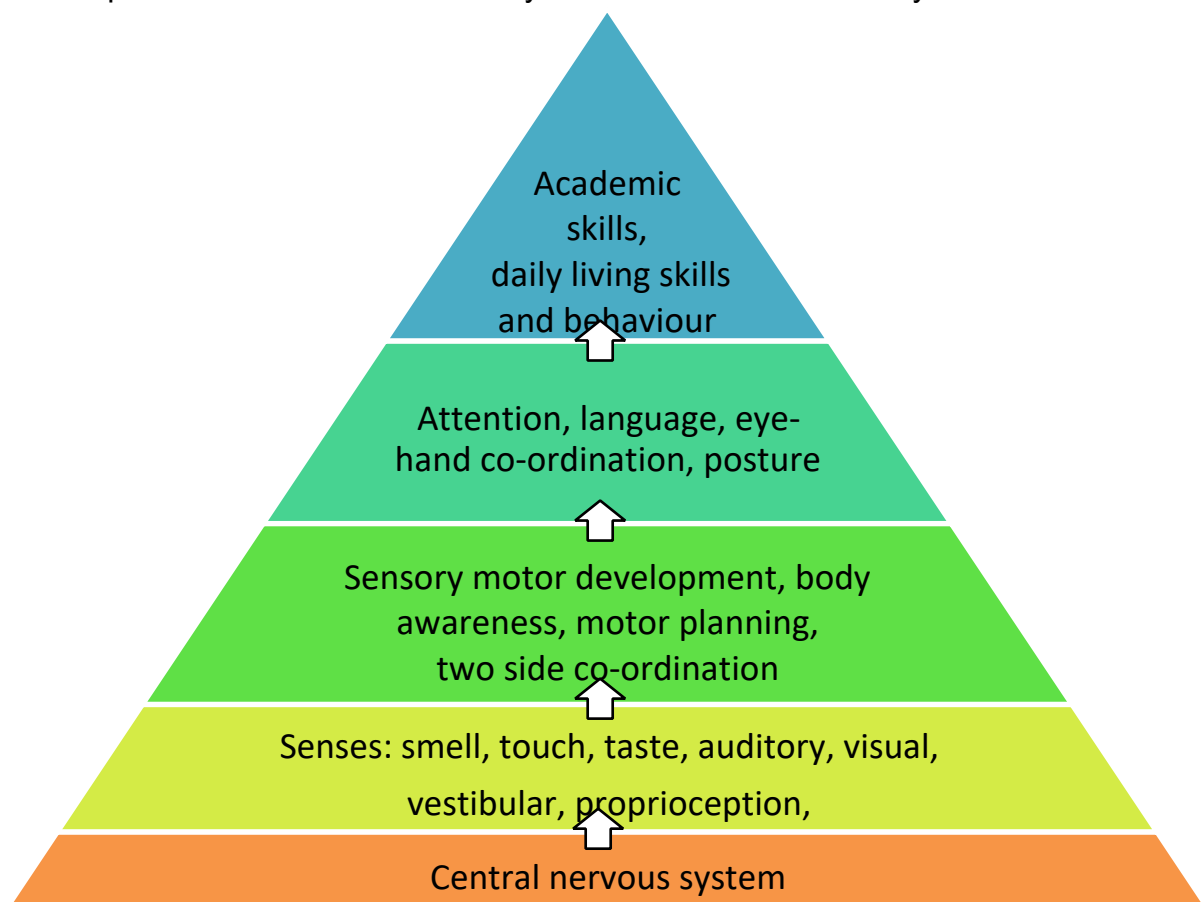 Academic
skills,
daily living skills
and behaviour
Attention, language, eye-
hand co-ordination, posture
Sensory motor development, body
awareness, motor planning,
two side co-ordination
Senses: smell, touch, taste, auditory, visual,
vestibular, proprioception,
Central nervous system